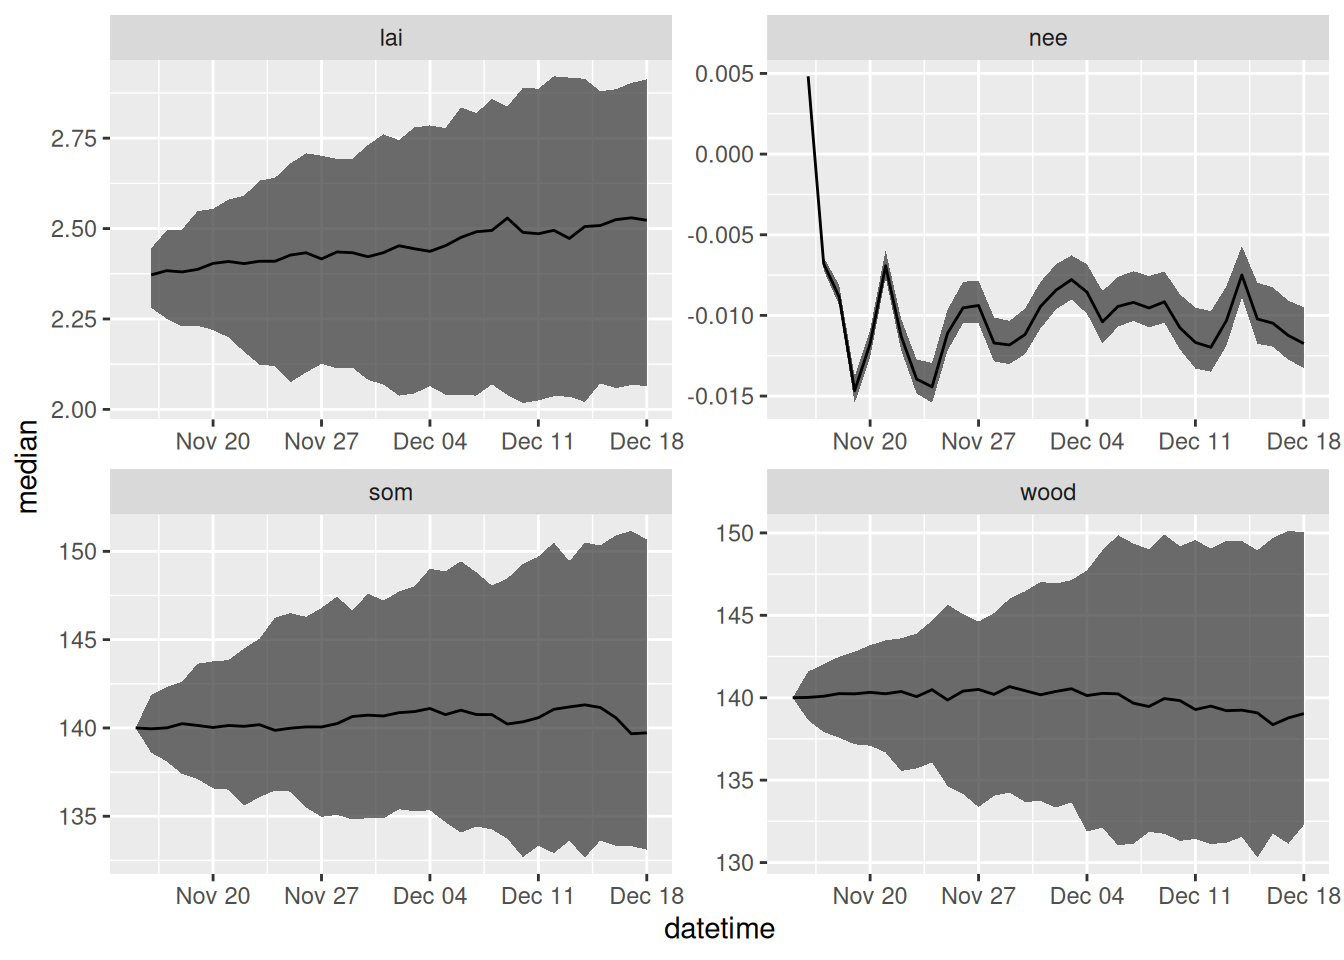 lai
nee
2.75
2.50
2.25
2.00
0.005
0.000
-0.005
-0.010
-0.015
Nov 20 Nov 27 Dec 04 Dec 11 Dec 18
Nov 20 Nov 27 Dec 04 Dec 11 Dec 18
median
som
wood
150
145
140
135
150
145
140
135
130
Nov 20 Nov 27 Dec 04 Dec 11 Dec 18
Nov 20 Nov 27 Dec 04 Dec 11 Dec 18
datetime